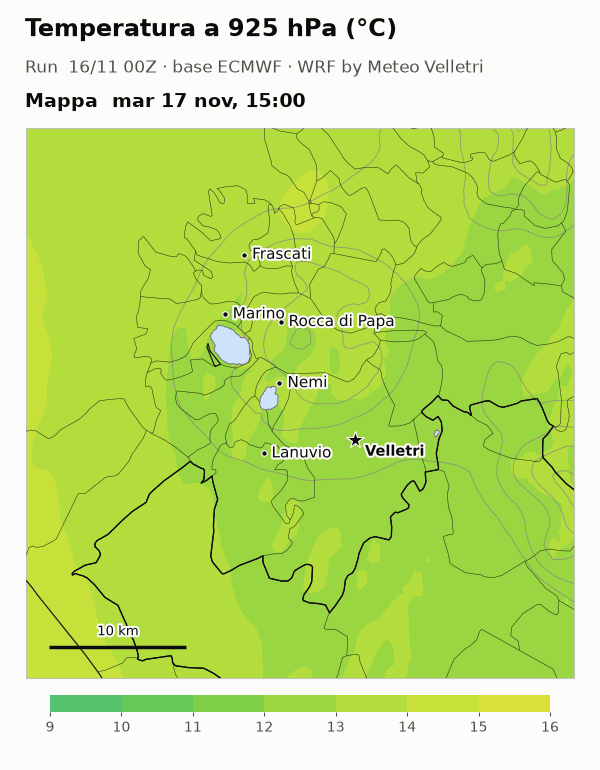 Temperatura a 925 hPa (°C)
Run  16/11 00Z · base ECMWF · WRF by Meteo Velletri
Mappa  mar 17 nov, 15:00
Frascati
Marino
Rocca di Papa
Nemi
Velletri
Lanuvio
10 km
9 10 11 12 13 14 15 16